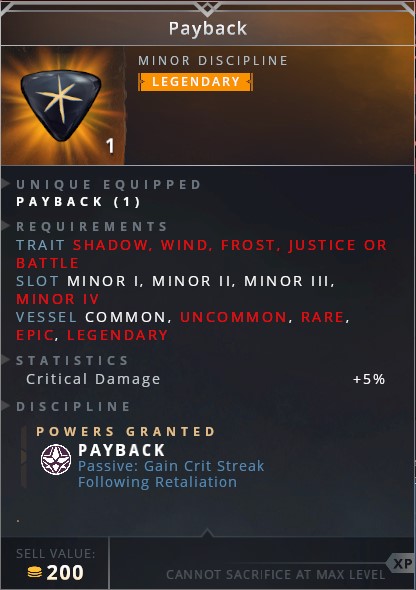 Payback
MINOR DISCIPLINE
LEGENDARY
1
UNIQUE EQUIPPED
PAYBACK (1)
REQUIREMENTS
TRAIT SHADOW, WIND, FROST, JUSTICE OR
BATTLE
SLOT MINOR I, MINOR II, MINOR III,
MINOR IV
VESSEL COMMON, UNCOMMON, RARE,
EPIC, LEGENDARY
STATISTICS
Critical Damage +5%
DISCIPLINE
POWERS GRANTED
PAYBACK
Passive: Gain Crit Streak
Following Retaliation
.
SELL VALUE:
200
CANNOT SACRIFICE AT MAX LEVEL XP